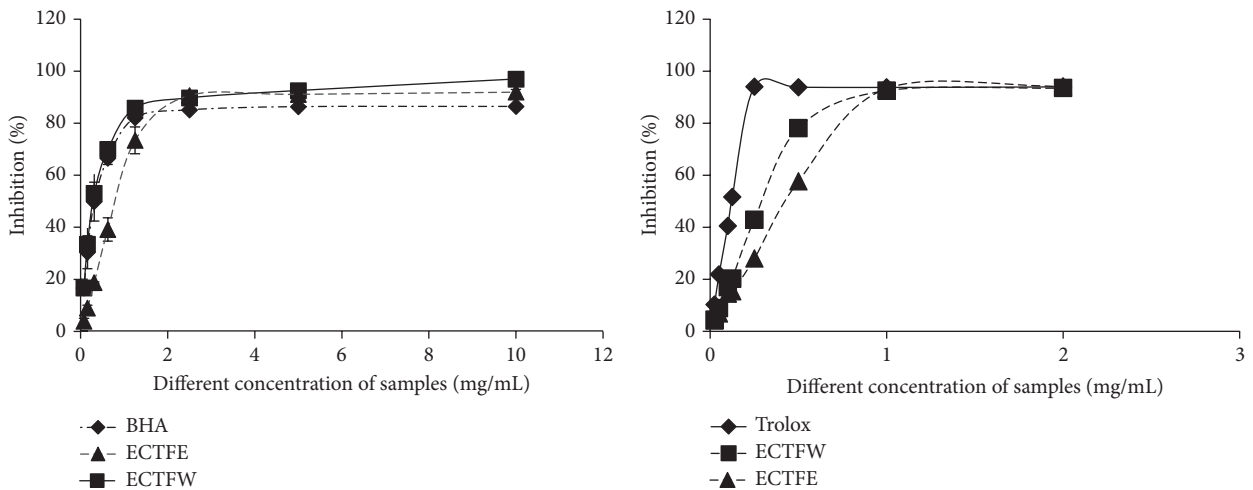 120
100
80
60
40
20
0
Inhibition (%)
0 2 4 6 8 10 12
Different concentration of samples (mg/mL)
BHA
ECTFE
ECTFW
120
100
80
60
40
20
0
Inhibition (%)
0 1 2 3
Different concentration of samples (mg/mL)
Trolox
ECTFW
ECTFE